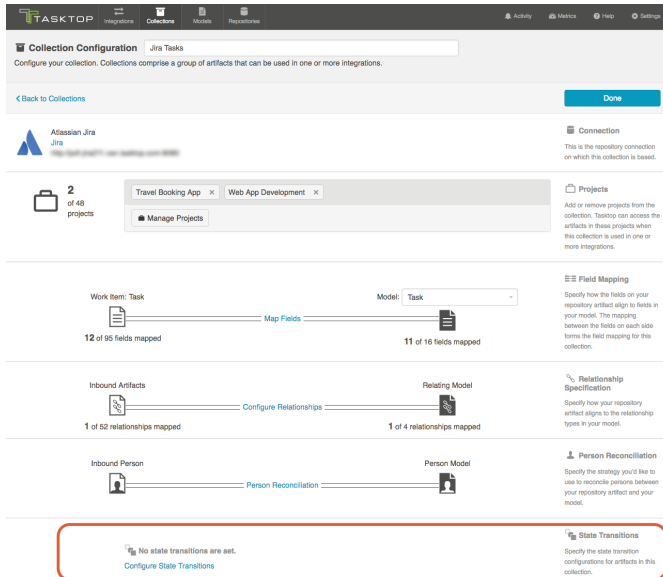 TASKTOP
Integrations
Collections
Models
Repositories
Activity
Metrics
Help
Settings
Collection Configuration
Jira Tasks
Configure your collection. Collections comprise a group of artifacts that can be used in one or more integrations.
Back to Collections
Done
Atlassian Jira
Jira
Connection
This is the repository connection
on which this collection is based.
2
of 48
projects
Travel Booking App ×
Web App Development ×
Manage Projects
Projects
Add or remove projects from the
collection. Tasktop can access the
artifacts in these projects when
this collection is used in one or
more integrations.
Work Item: Task
Model:
Task
Map Fields
12 of 95 fields mapped
11 of 16 fields mapped
Field Mapping
Specify how the fields on your
repository artifact align to fields in
your model. The mapping
between the fields on each side
forms the field mapping for this
collection.
Inbound Artifacts
Relating Model
Configure Relationships
1 of 52 relationships mapped
1 of 4 relationships mapped
Relationship
Specification
Specify how your repository
artifact aligns to the relationship
types in your model.
Inbound Person
Person Model
Person Reconciliation
Person Reconciliation
Specify the strategy you'd like to
use to reconcile persons between
your repository artifact and your
model.
No state transitions are set.
Configure State Transitions
State Transitions
Specify the state transition
configurations for artifacts in this
collection.